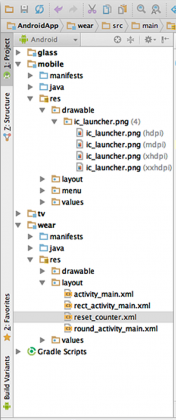 AndroidApp wear src main
1: Project
Android
glass
mobile
manifests
java
res
drawable
ic_launcher.png (4)
ic_launcher.png (hdpi)
ic_launcher.png (mdpi)
ic_launcher.png (xhdpi)
ic_launcher.png (xxhdpi)
layout
menu
values
tv
wear
manifests
java
res
drawable
layout
activity_main.xml
rect_activity_main.xml
reset_counter.xml
round_activity_main.xml
values
Gradle Scripts
Z: Structure
2: Favorites
Build Variants